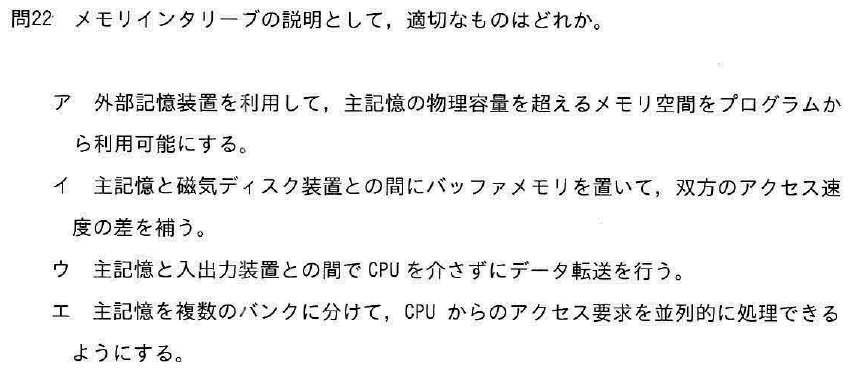 問22 メモリインタリーブの説明として，適切なものはどれか。
ア 外部記憶装置を利用して，主記憶の物理容量を超えるメモリ空間をプログラムか
ら利用可能にする。
イ 主記憶と磁気ディスク装置との間にバッファメモリを置いて，双方のアクセス速
度の差を補う。
ウ 主記憶と入出力装置との間で CPU を介さずにデータ転送を行う。
エ 主記憶を複数のバンクに分けて，CPU からのアクセス要求を並列的に処理できる
ようにする。